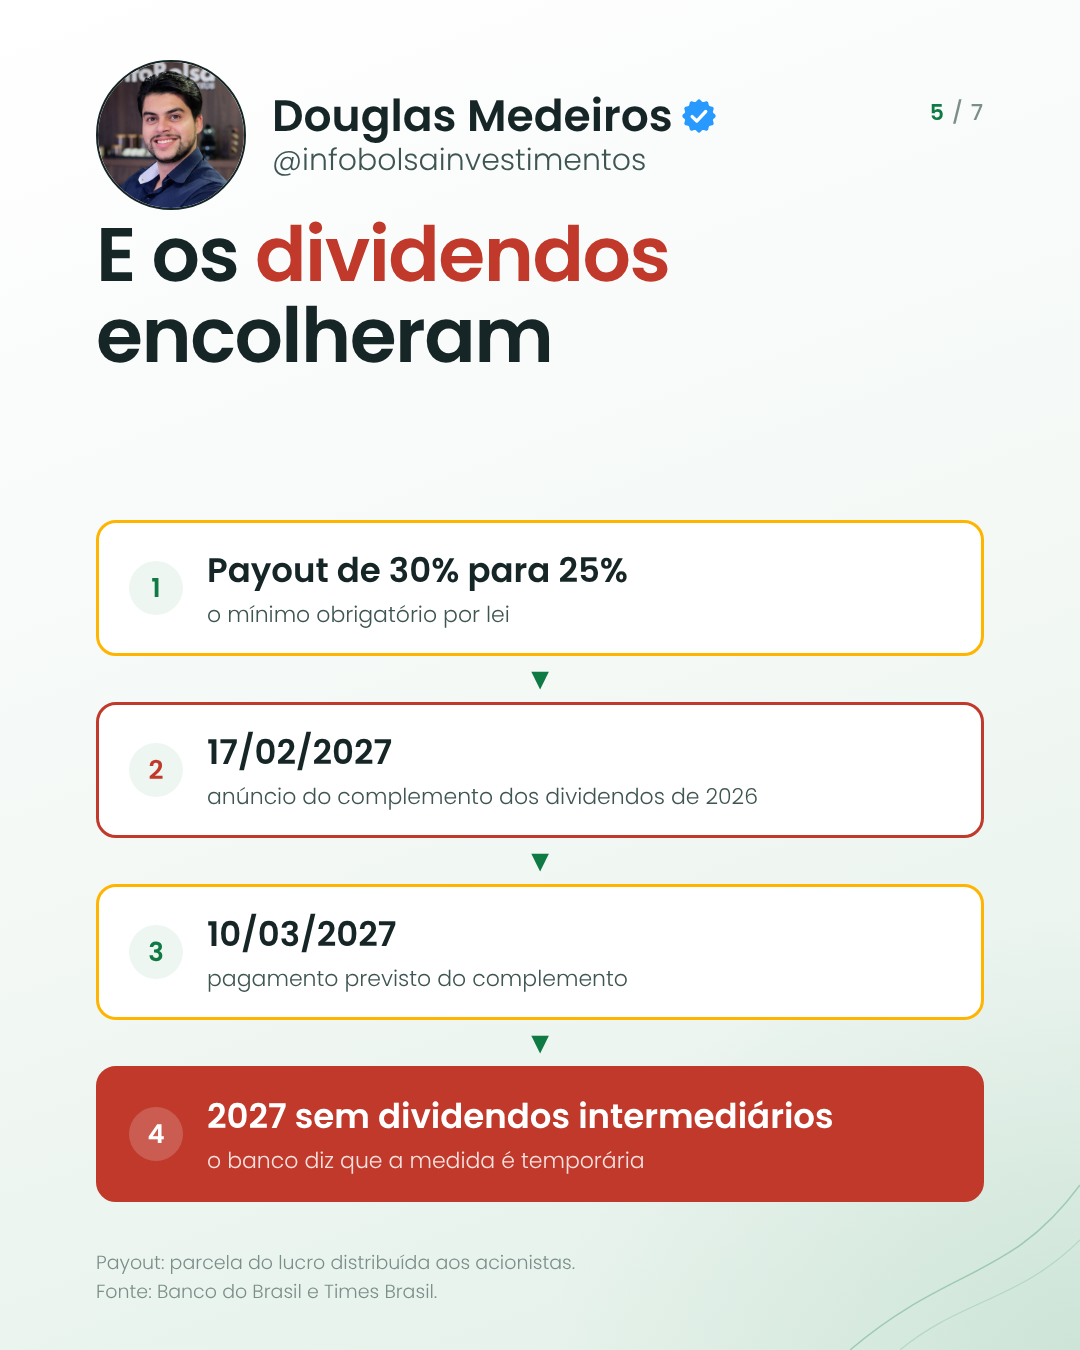 Douglas Medeiros
@infobolsainvestimentos
5 / 7
E os dividendos
encolheram
1
Payout de 30% para 25%
o mínimo obrigatório por lei
2
17/02/2027
anúncio do complemento dos dividendos de 2026
3
10/03/2027
pagamento previsto do complemento
4
2027 sem dividendos intermediários
o banco diz que a medida é temporária
Payout: parcela do lucro distribuída aos acionistas.
Fonte: Banco do Brasil e Times Brasil.